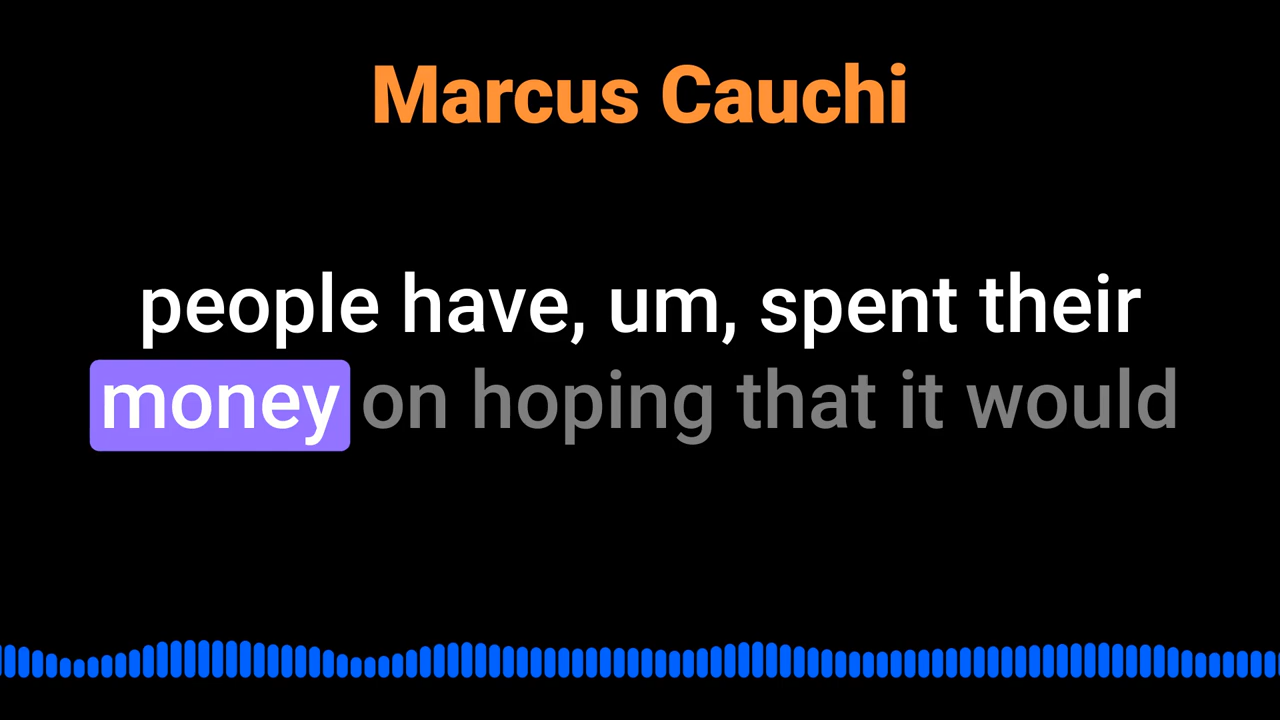 Marcus Cauchi
people have, um, spent their
money on hoping that it would